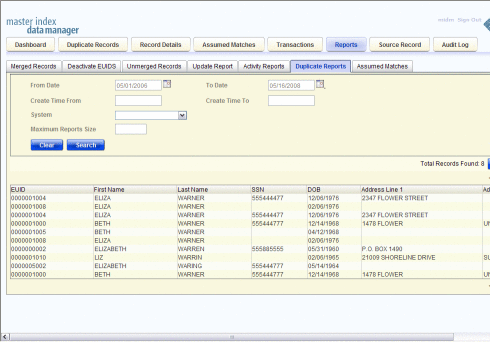 master index
data manager
Sign Out
Dashboard Duplicate Records Record Details Assumed Matches Transactions Reports Source Record Audit Log
Merged Records Deactivate EUIDS Unmerged Records Update Report Activity Reports Duplicate Reports Assumed Matches
From Date 05/01/2006 To Date 05/19/2008
Create Time From Create Time To
System
Maximum Reports Size
Clear Search
Total Records Found: 8
EUID First Name Last Name SSN DOB Address Line 1 Ad
0000001004 ELIZA WARNER 555444477 12/06/1976 2347 FLOWER STREET
0000001008 ELIZA WARNER 02/06/1976
0000001004 ELIZA WARNER 555444477 12/06/1976 2347 FLOWER STREET
0000001000 BETH WARNER 555444777 12/14/1968 1478 FLOWER UN
0000001005 BETH WARNER 04/12/1968
0000001008 ELIZA WARNER 02/06/1976
0000000002 ELIZABETH WARREN 555885555 05/31/1960 P.O. BOX 1490
0000001010 LIZ WARRIN 02/06/1965 21009 SHORELINE DRIVE SU
0000005002 ELIZABETH WARING 555444777 05/14/1964
0000001000 BETH WARNER 555444777 12/14/1968 1478 FLOWER UN